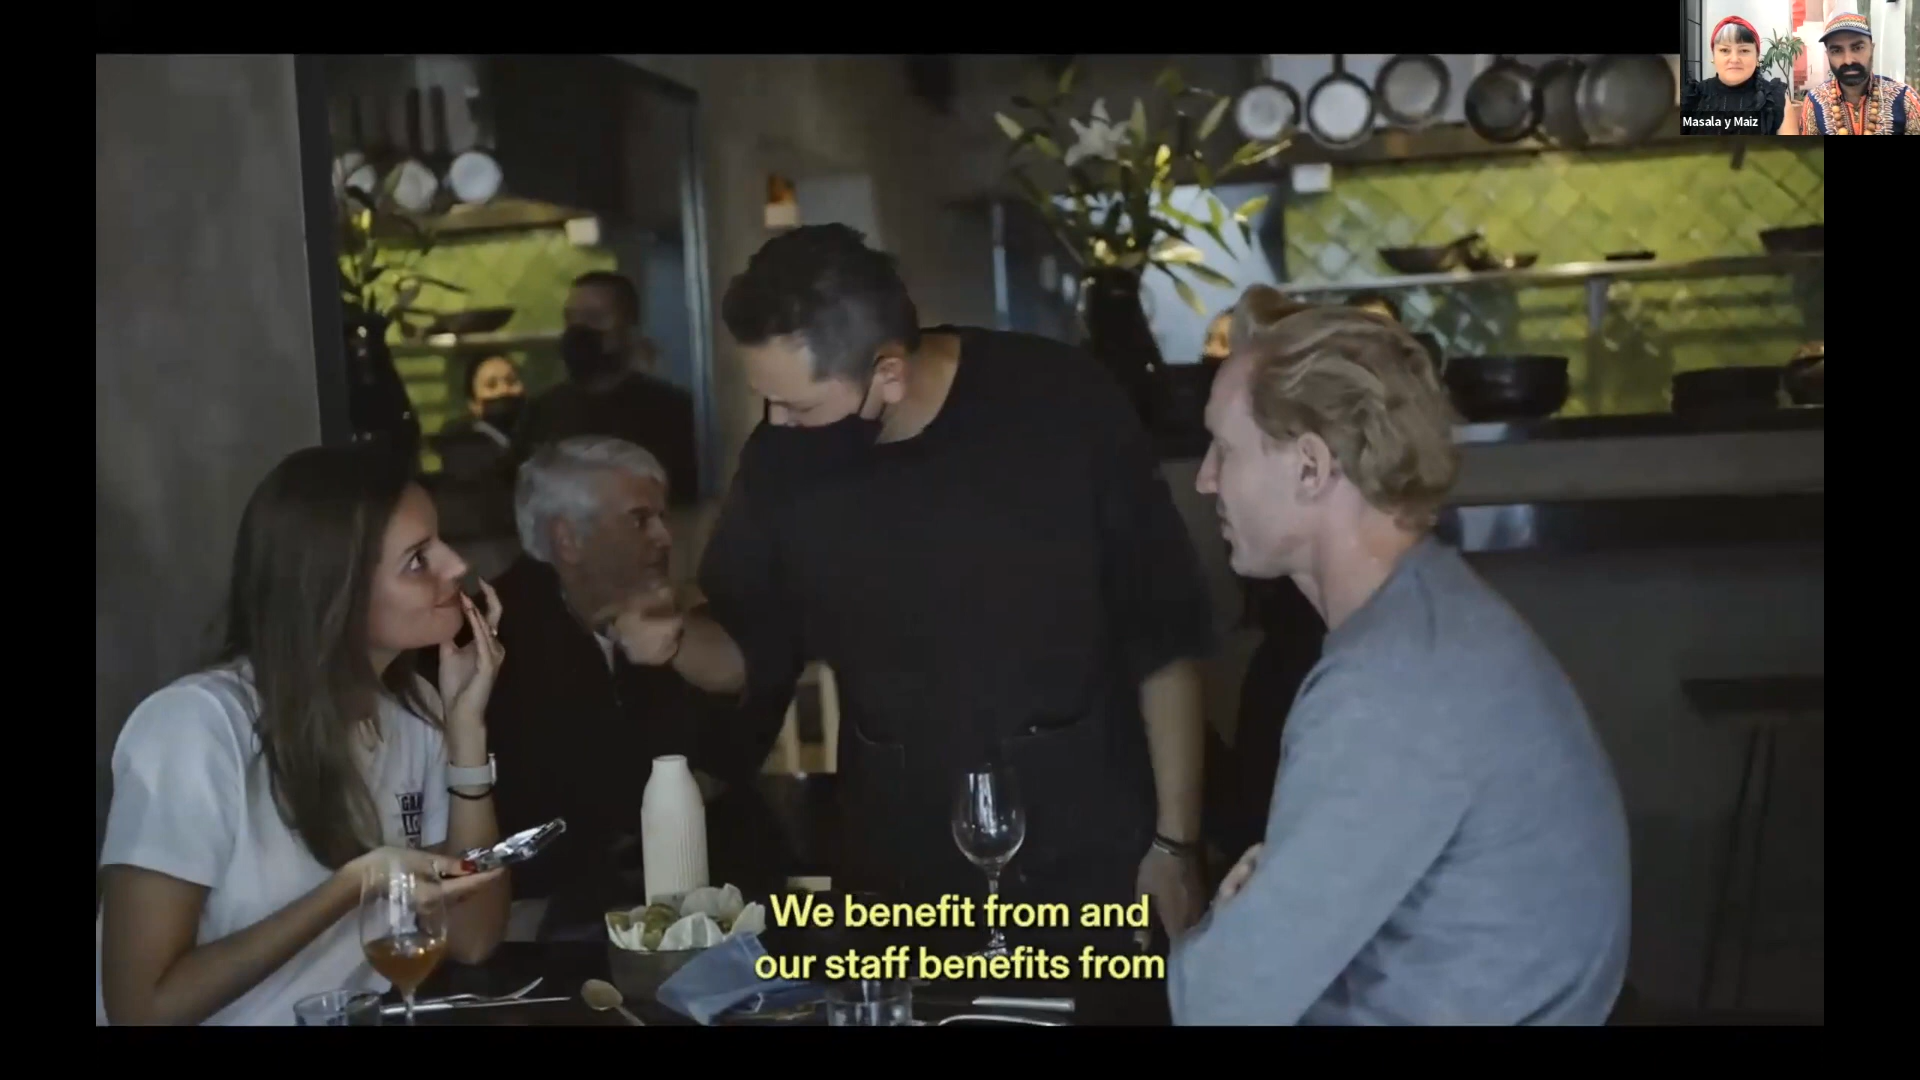 Masala y Maiz
We benefit from and
our staff benefits from